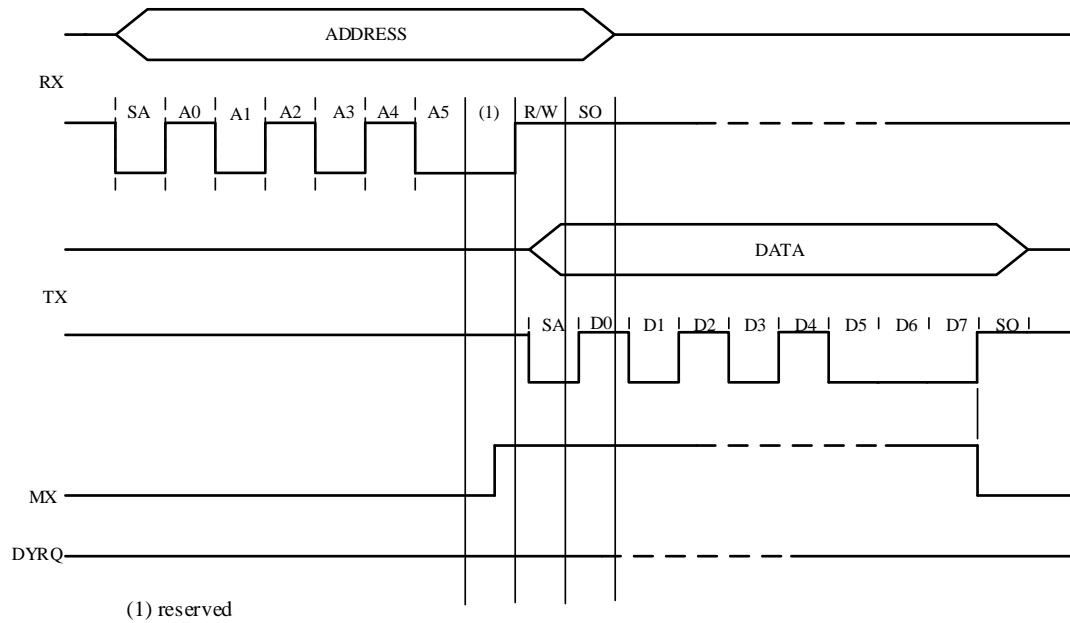 ADDRESS
RX
SA A0 A1 A2 A3 A4 A5 (1) R/W SO
DATA
TX
SA D0 D1 D2 D3 D4 D5 D6 D7 SO
MX
DYRQ
(1) reserved